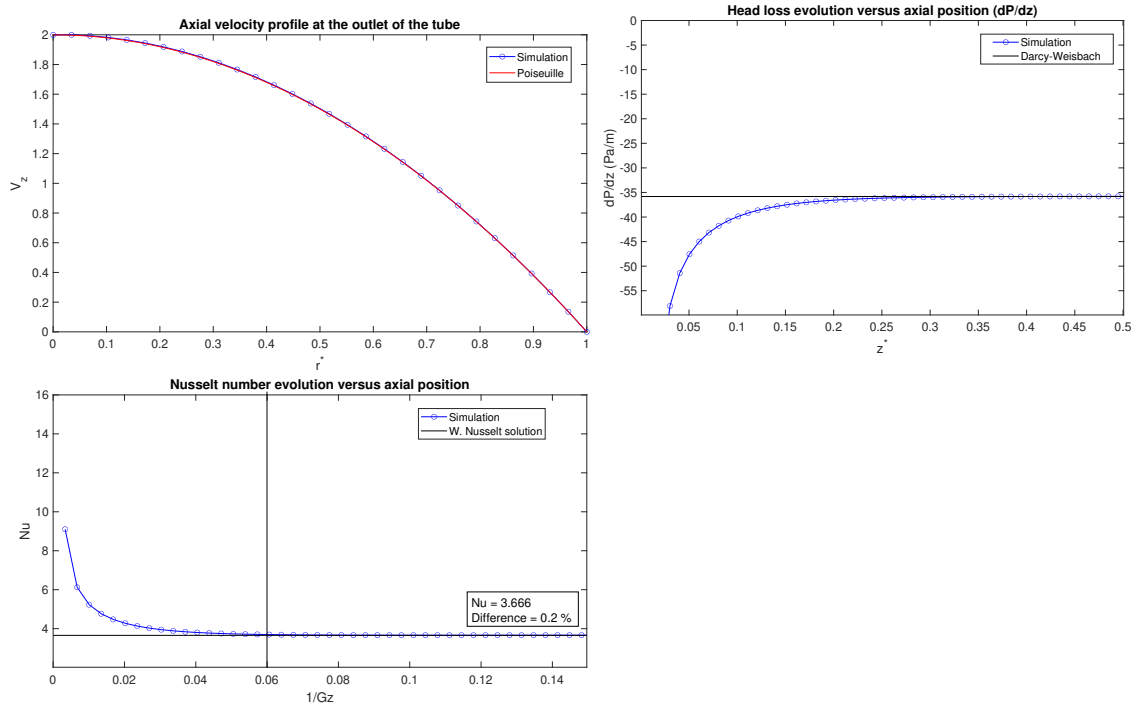 Axial velocity profile at the outlet of the tube
2
1.8
1.6
1.4
1.2
1
0.8
0.6
0.4
0.2
0
V_z
Simulation
Poiseuille
0 0.1 0.2 0.3 0.4 0.5 0.6 0.7 0.8 0.9 1
r*
Head loss evolution versus axial position (dP/dz)
0
-5
-10
-15
-20
-25
-30
-35
-40
-45
-50
-55
dP/dz (Pa/m)
Simulation
Darcy-Weisbach
0.05 0.1 0.15 0.2 0.25 0.3 0.35 0.4 0.45 0.5
z*
Nusselt number evolution versus axial position
16
14
12
10
8
6
4
Nu
Simulation
W. Nusselt solution
Nu = 3.666
Difference = 0.2 %
0 0.02 0.04 0.06 0.08 0.1 0.12 0.14
1/Gz